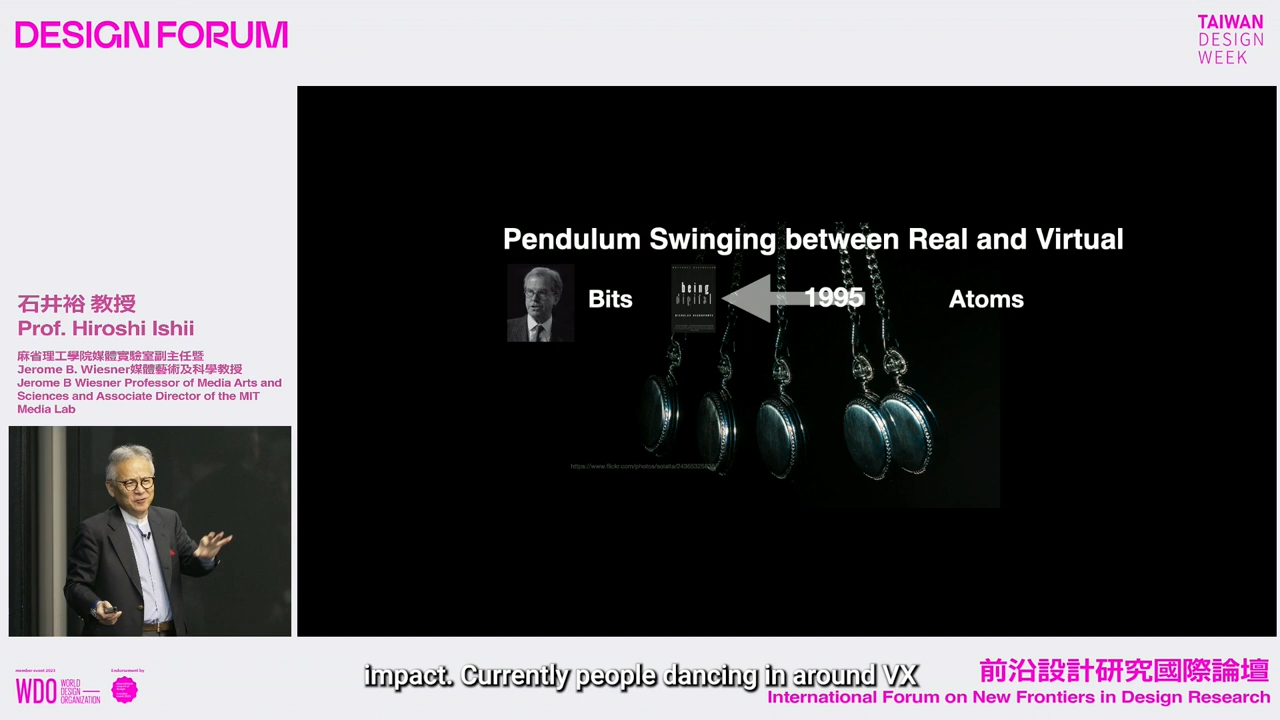 DESIGN FORUM
TAIWAN
DESIGN
WEEK
Pendulum Swinging between Real and Virtual
Bits
being
digital
1995
Atoms
石井裕 教授
Prof. Hiroshi Ishii
麻省理工學院媒體實驗室副主任暨
Jerome B. Wiesner媒體藝術及科學教授
Jerome B Wiesner Professor of Media Arts and
Sciences and Associate Director of the MIT
Media Lab
member event 2023
Endorsement by
WDO
WORLD
DESIGN
ORGANIZATION
impact. Currently people dancing in around VX
前沿設計研究國際論壇
International Forum on New Frontiers in Design Research